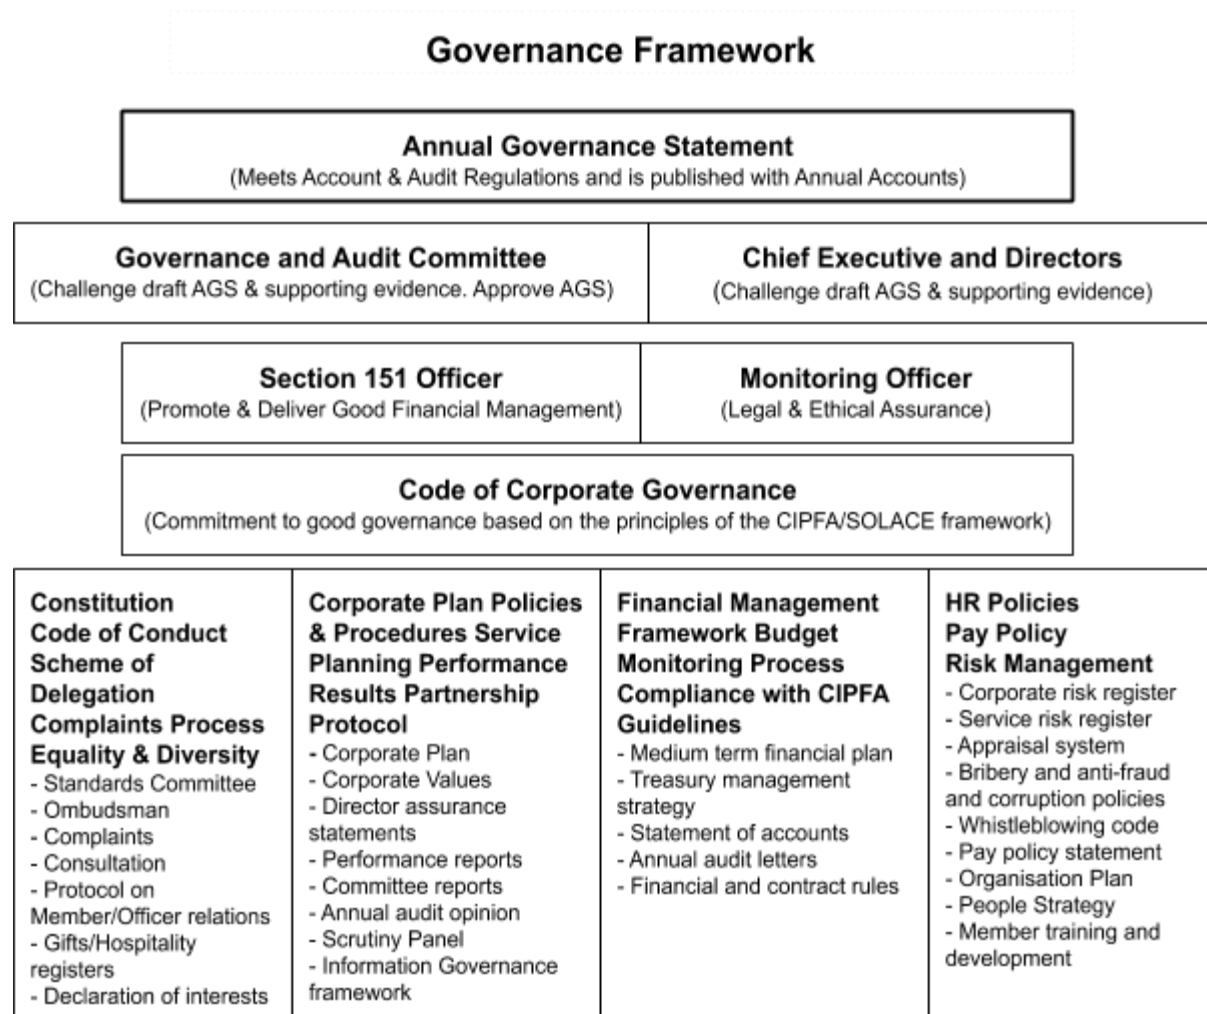 Governance Framework
Annual Governance Statement
(Meets Account & Audit Regulations and is published with Annual Accounts)
Governance and Audit Committee
(Challenge draft AGS & supporting evidence. Approve AGS)
Chief Executive and Directors
(Challenge draft AGS & supporting evidence)
Section 151 Officer
(Promote & Deliver Good Financial Management)
Monitoring Officer
(Legal & Ethical Assurance)
Code of Corporate Governance
(Commitment to good governance based on the principles of the CIPFA/SOLACE framework)
Constitution
Code of Conduct
Scheme of
Delegation
Complaints Process
Equality & Diversity
- Standards Committee
- Ombudsman
- Complaints
- Consultation
- Protocol on
Member/Officer relations
- Gifts/Hospitality
registers
- Declaration of interests
Corporate Plan Policies
& Procedures Service
Planning Performance
Results Partnership
Protocol
- Corporate Plan
- Corporate Values
- Director assurance
statements
- Performance reports
- Committee reports
- Annual audit opinion
- Scrutiny Panel
- Information Governance
framework
Financial Management
Framework Budget
Monitoring Process
Compliance with CIPFA
Guidelines
- Medium term financial plan
- Treasury management
strategy
- Statement of accounts
- Annual audit letters
- Financial and contract rules
HR Policies
Pay Policy
Risk Management
- Corporate risk register
- Service risk register
- Appraisal system
- Bribery and anti-fraud
and corruption policies
- Whistleblowing code
- Pay policy statement
- Organisation Plan
- People Strategy
- Member training and
development